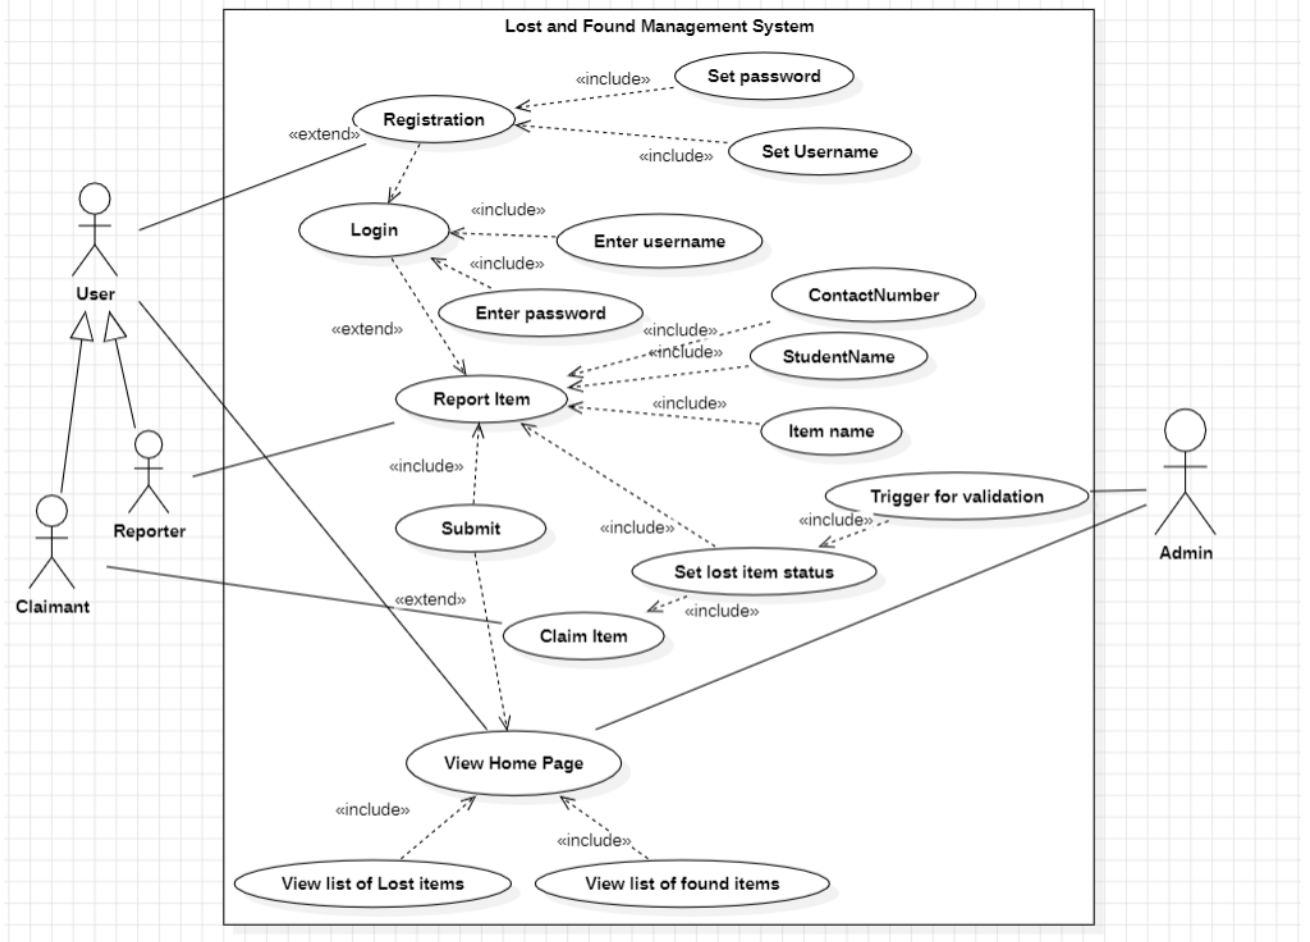 Lost and Found Management System
Set password
«include»
Registration
«extend»
Set Username
«include»
«include»
Login
Enter username
«include»
User
ContactNumber
Enter password
«extend»
«include»
«include»
StudentName
Report Item
«include»
Item name
«include»
Trigger for validation
«include»
Submit
«include»
Reporter
Admin
Set lost item status
«extend»
Claimant
«include»
Claim Item
View Home Page
«include»
«include»
View list of Lost items
View list of found items